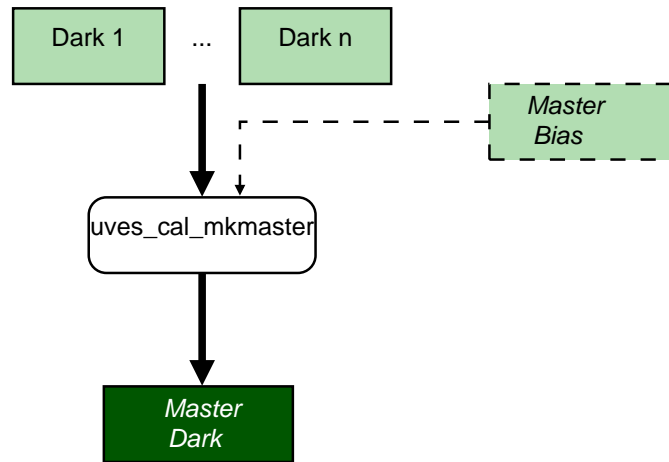 Dark 1
...
Dark n
Master
Bias
uves_cal_mkmaster
Master
Dark